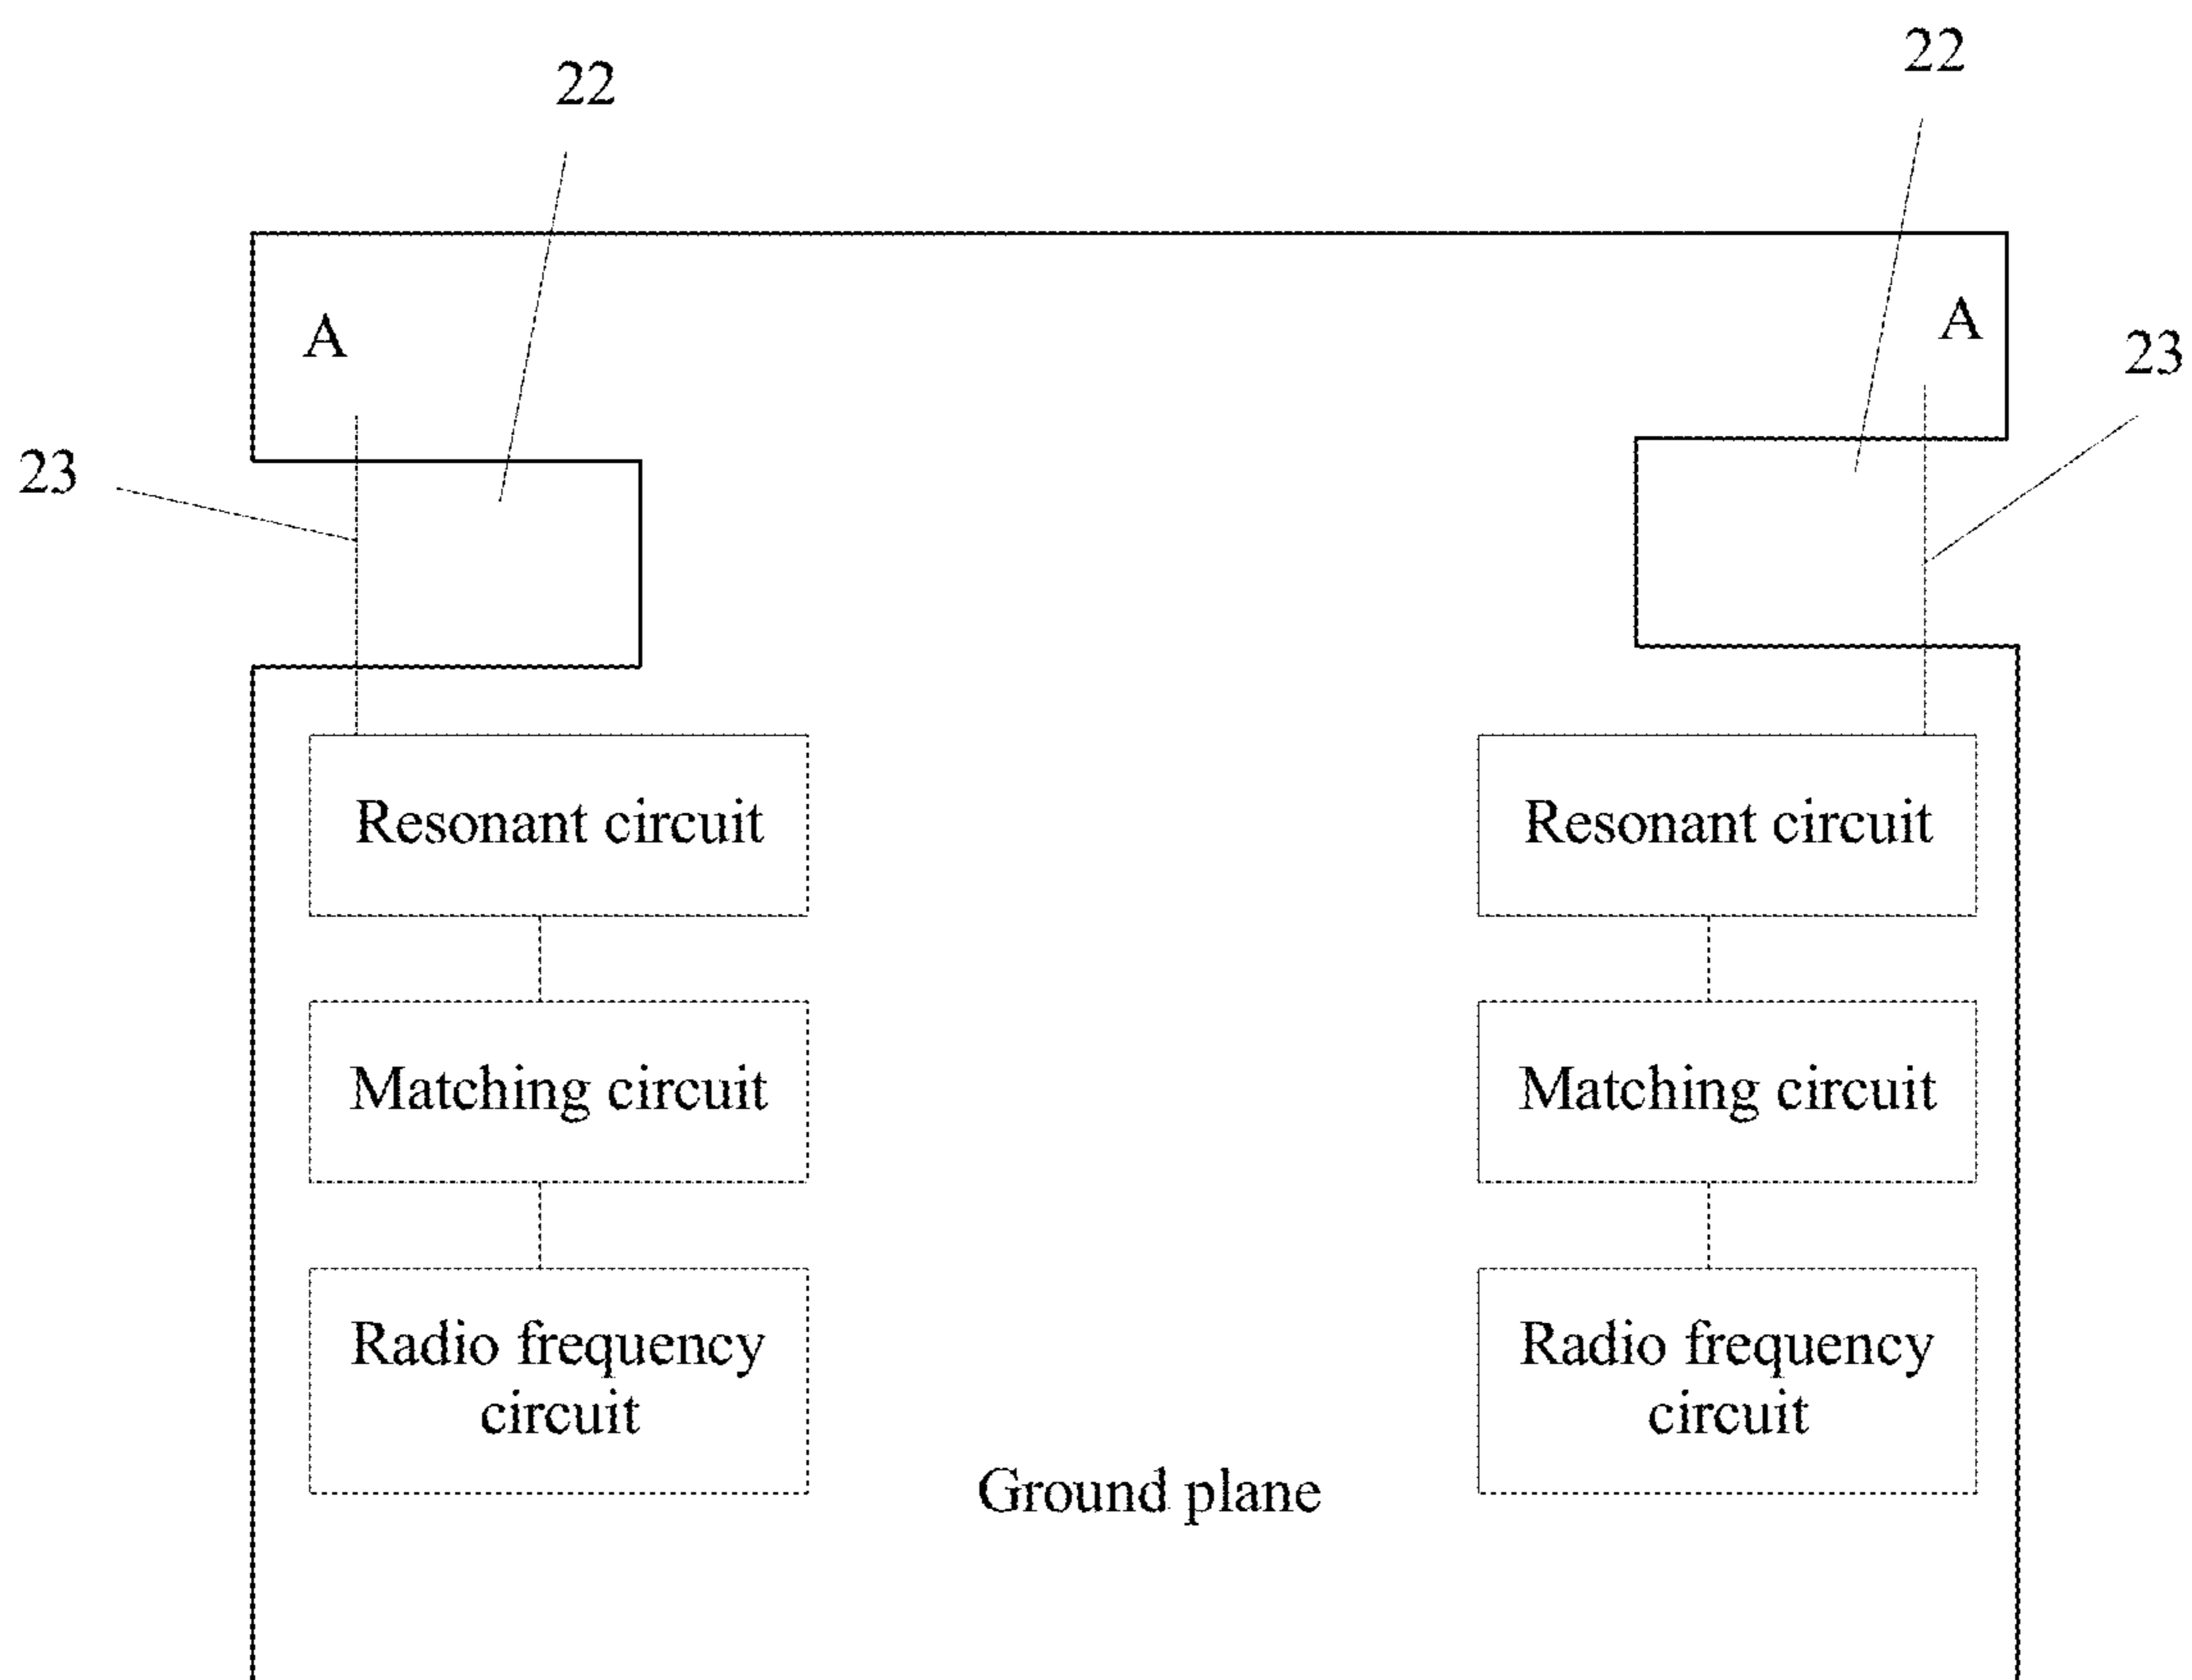 22
22
A
A
23
23
Resonant circuit
Resonant circuit
Matching circuit
Matching circuit
Radio frequency
circuit
Radio frequency
circuit
Ground plane